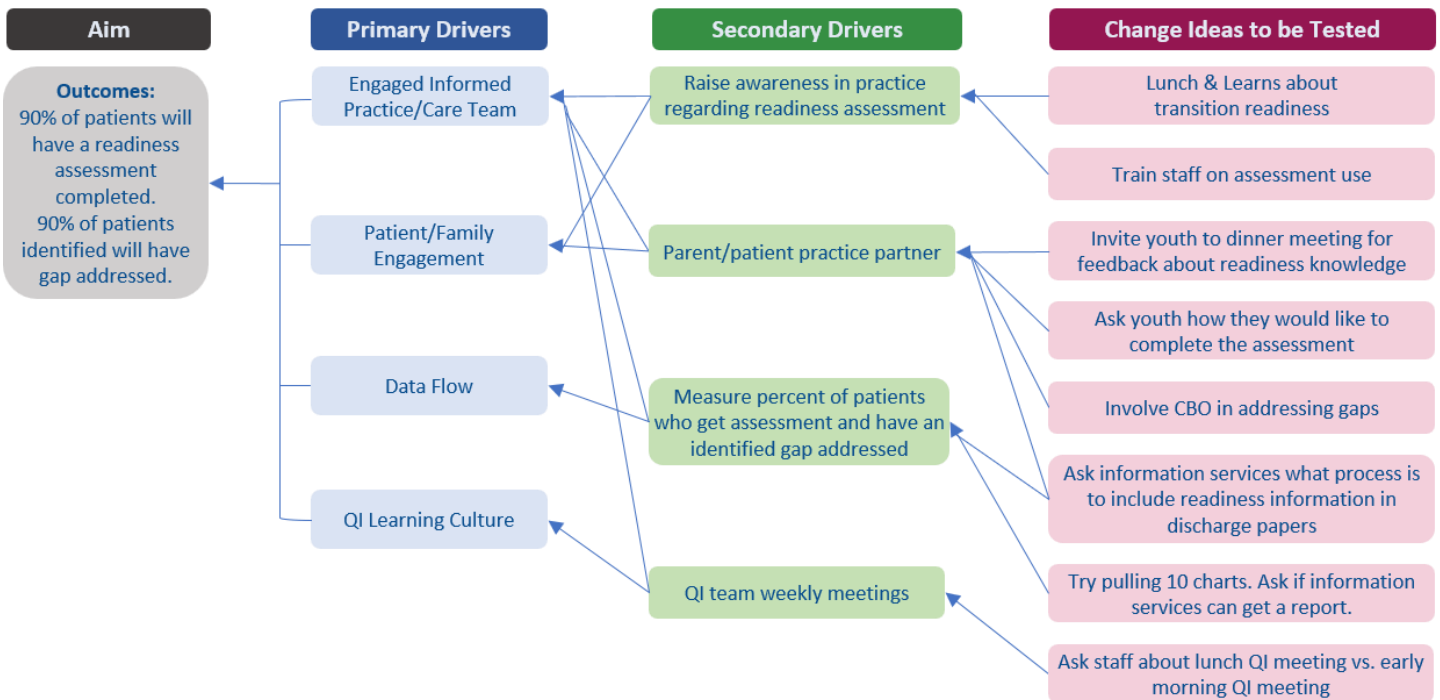 Aim
Primary Drivers
Secondary Drivers
Change Ideas to be Tested
Outcomes:
90% of patients will
have a readiness
assessment
completed.
90% of patients
identified will have
gap addressed.
Engaged Informed
Practice/Care Team
Patient/Family
Engagement
Data Flow
QI Learning Culture
Raise awareness in practice
regarding readiness assessment
Parent/patient practice partner
Measure percent of patients
who get assessment and have an
identified gap addressed
QI team weekly meetings
Lunch & Learns about
transition readiness
Train staff on assessment use
Invite youth to dinner meeting for
feedback about readiness knowledge
Ask youth how they would like to
complete the assessment
Involve CBO in addressing gaps
Ask information services what process is
to include readiness information in
discharge papers
Try pulling 10 charts. Ask if information
services can get a report.
Ask staff about lunch QI meeting vs. early
morning QI meeting